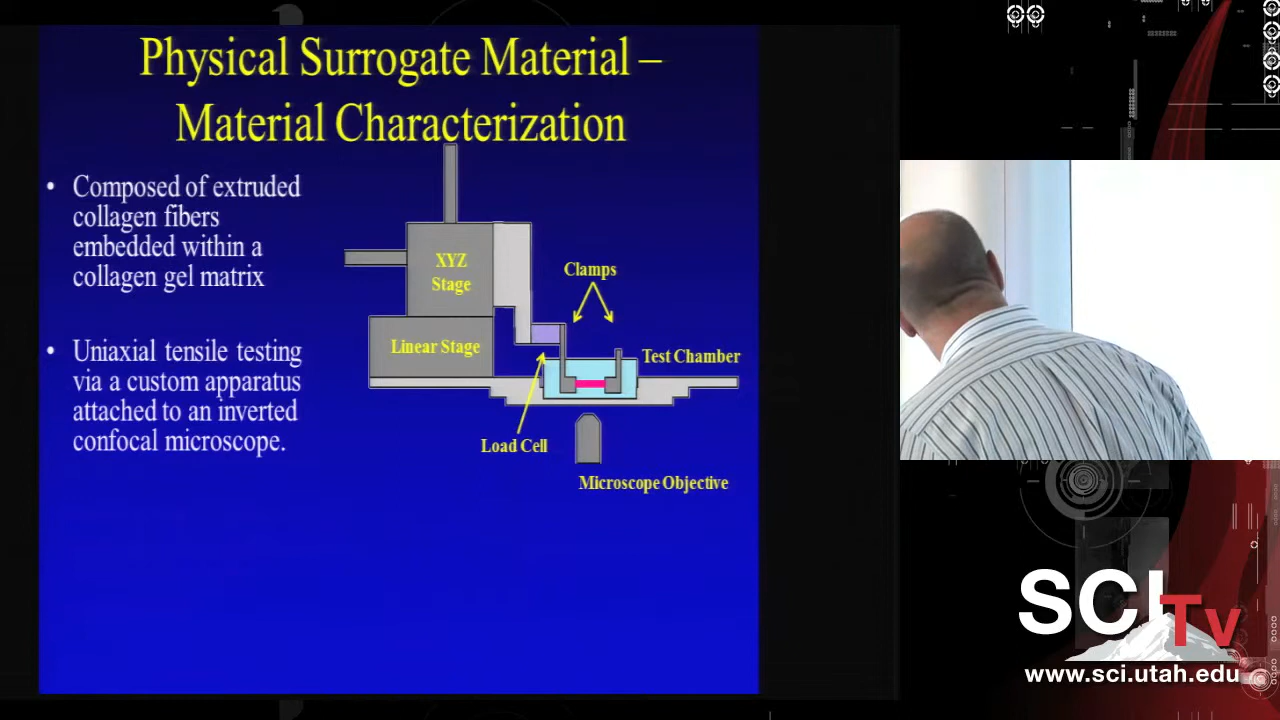 Physical Surrogate Material –
Material Characterization
• Composed of extruded
collagen fibers
embedded within a
collagen gel matrix
• Uniaxial tensile testing
via a custom apparatus
attached to an inverted
confocal microscope.
XYZ
Stage
Linear Stage
Clamps
Test Chamber
Load Cell
Microscope Objective
SCI
Tv
www.sci.utah.edu